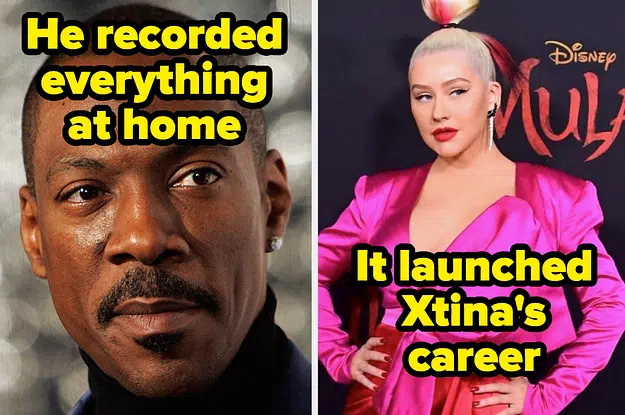 He recorded
everything
at home
DISNEY
MULA
It launched
Xtina's
career